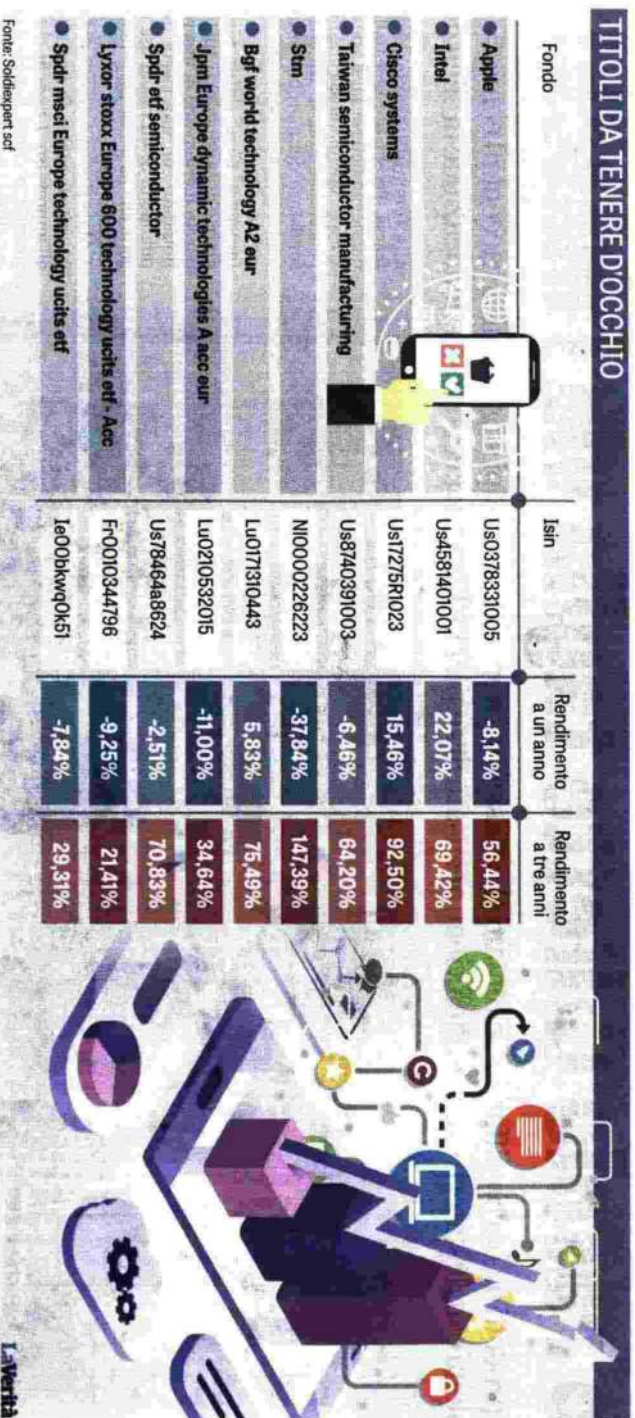 TITOLI DA TENERE D'OCCHIO
Fondo Isin Rendimento a un anno Rendimento a tre anni
Apple Us0378331005 -8,14% 56,44%
Intel Us4581401001 22,07% 69,42%
Cisco systems Us17275R1023 15,46% 92,50%
Taiwan semiconductor manufacturing Us8740391003 -6,46% 64,20%
Stm Nl0000226223 -37,84% 147,39%
Bgf world technology A2 eur Lu0171310443 5,83% 75,49%
Jpm Europe dynamic technologies A acc eur Lu0210532015 -11,00% 34,64%
Spdr etf semiconductor Us78464a8624 -2,51% 70,83%
Lyxor stoxx Europe 600 technology ucits etf - Acc Fr0010344796 -9,25% 21,41%
Spdr msci Europe technology ucits etf Ie00bkwq0k51 -7,84% 29,31%
Fonte: Soldiexpert scf
LaVerità
C